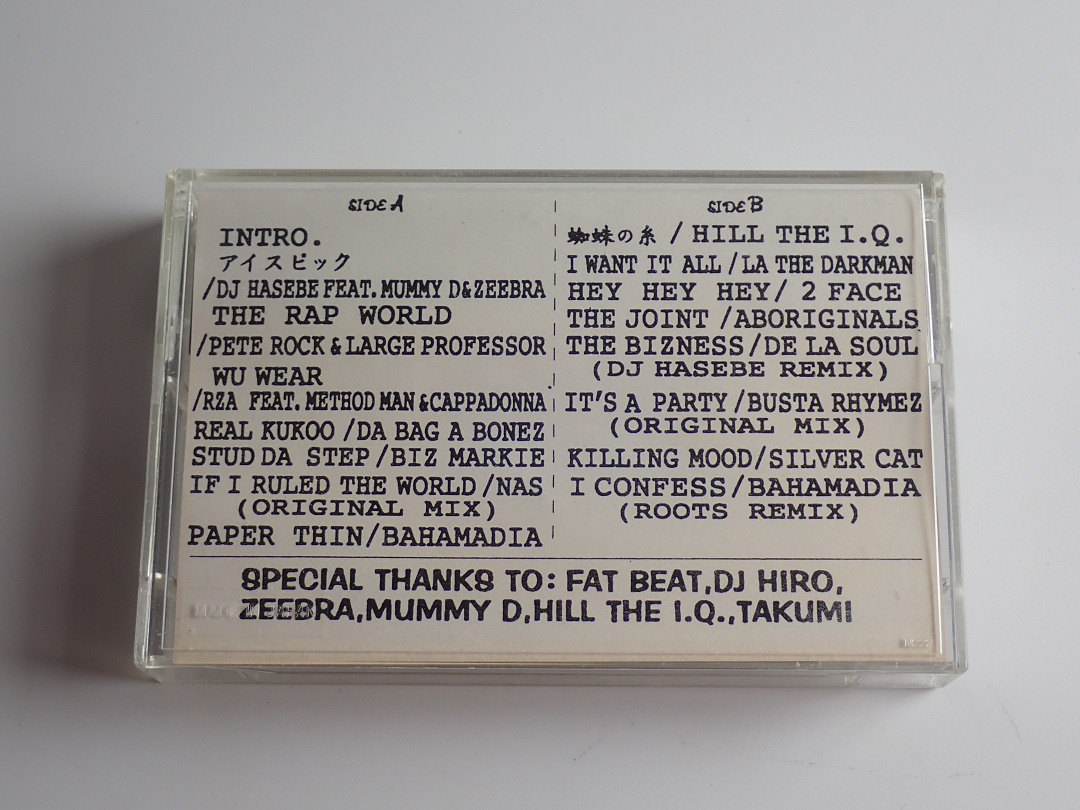 SIDE A
INTRO.
アイスピック
/DJ HASEBE FEAT. MUMMY D&ZEEBRA
THE RAP WORLD
/PETE ROCK & LARGE PROFESSOR
WU WEAR
/RZA FEAT. METHOD MAN &CAPPADONNA
REAL KUKOO /DA BAG A BONEZ
STUD DA STEP /BIZ MARKIE
IF I RULED THE WORLD /NAS
(ORIGINAL MIX)
PAPER THIN/BAHAMADIA
SIDE B
蜘蛛の糸 / HILL THE I.Q.
I WANT IT ALL /LA THE DARKMAN
HEY HEY HEY/ 2 FACE
THE JOINT /ABORIGINALS
THE BIZNESS/DE LA SOUL
(DJ HASEBE REMIX)
IT'S A PARTY /BUSTA RHYMEZ
(ORIGINAL MIX)
KILLING MOOD/SILVER CAT
I CONFESS/BAHAMADIA
(ROOTS REMIX)
SPECIAL THANKS TO: FAT BEAT,DJ HIRO,
ZEEBRA,MUMMY D,HILL THE I.Q.,TAKUMI